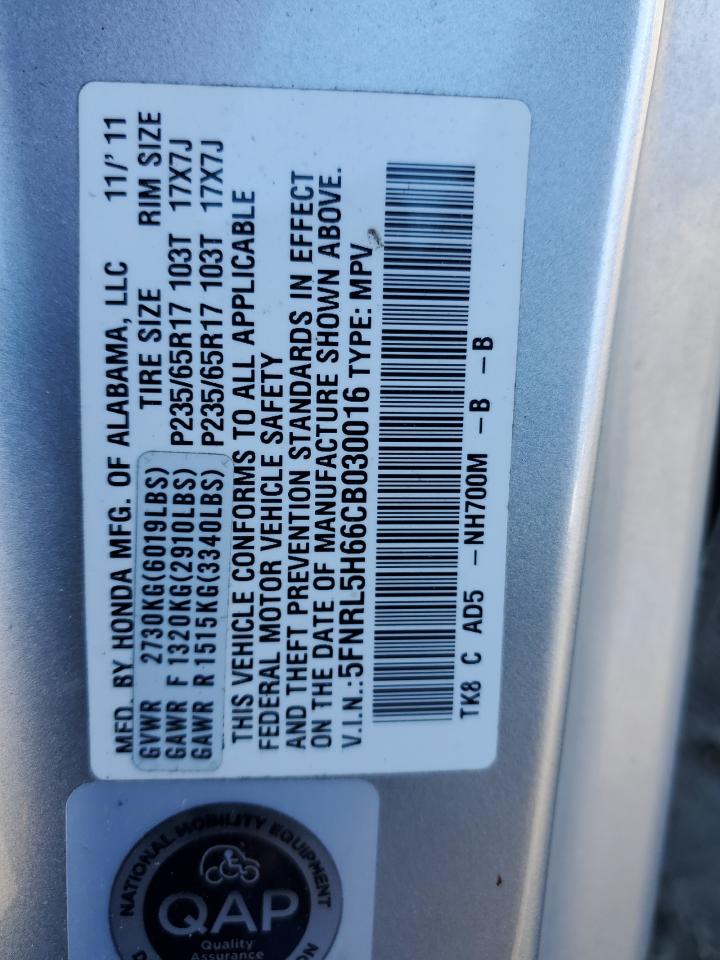 MFD. BY HONDA MFG. OF ALABAMA, LLC 11/' 11
GVWR 2730KG(6019LBS) TIRE SIZE RIM SIZE
GAWR F 1320KG(2910LBS) P235/65R17 103T 17X7J
GAWR R 1515KG(3340LBS) P235/65R17 103T 17X7J
THIS VEHICLE CONFORMS TO ALL APPLICABLE
FEDERAL MOTOR VEHICLE SAFETY
AND THEFT PREVENTION STANDARDS IN EFFECT
ON THE DATE OF MANUFACTURE SHOWN ABOVE.
V.I.N.:5FNRL5H66CB030016 TYPE: MPV
TK8 C AD5 -NH700M -B -B
NATIONAL MOBILITY EQUIPMENT
QAP
Quality
Assurance